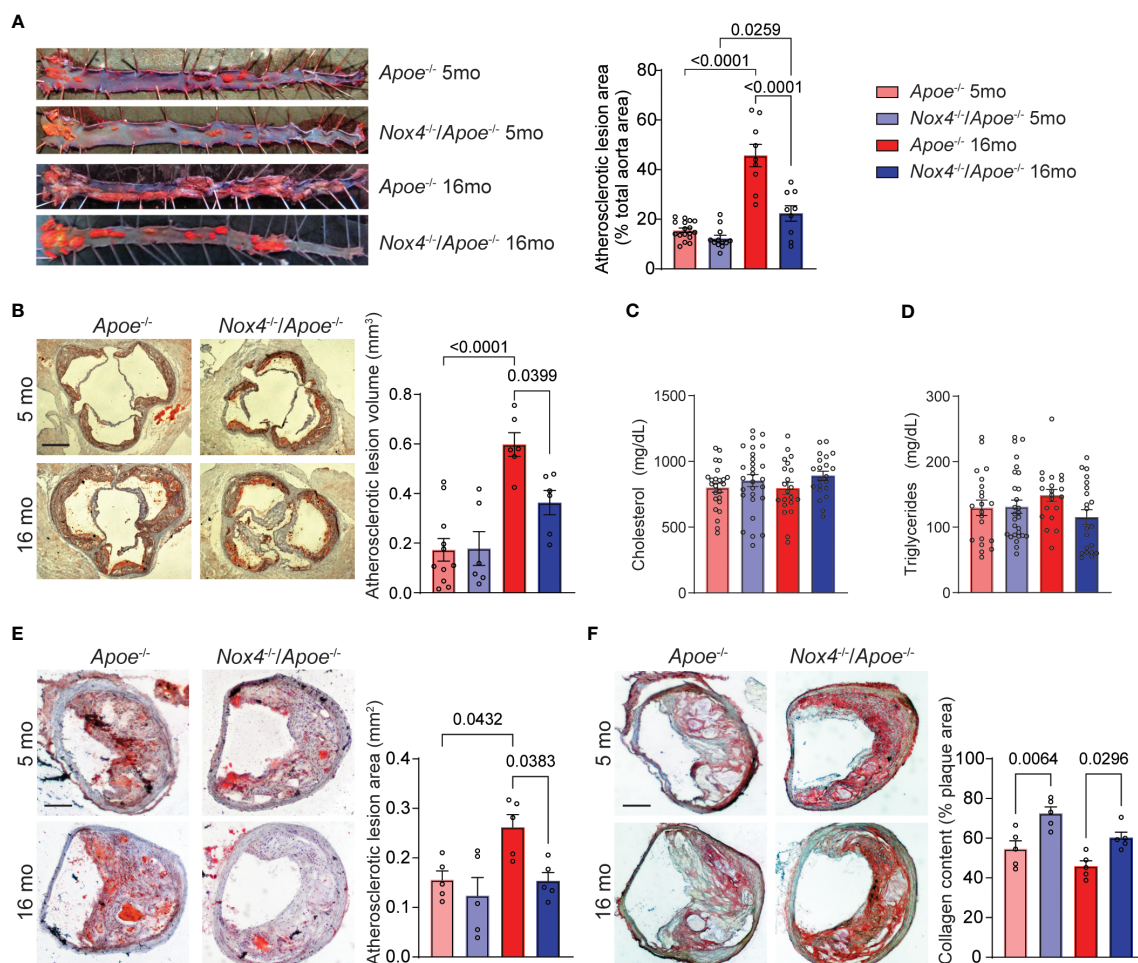 A
Apoe-/- 5mo
Nox4-/-/Apoe-/- 5mo
Apoe-/- 16mo
Nox4-/-/Apoe-/- 16mo
Atherosclerotic lesion area
(% total aorta area)
80
60
40
20
0
<0.0001
0.0259
<0.0001
Apoe-/- 5mo
Nox4-/-/Apoe-/- 5mo
Apoe-/- 16mo
Nox4-/-/Apoe-/- 16mo
B
Apoe-/-
Nox4-/-/Apoe-/-
5 mo
16 mo
Atherosclerotic lesion volume (mm3)
0.8
0.6
0.4
0.2
0.0
<0.0001
0.0399
C
Cholesterol (mg/dL)
1500
1000
500
0
D
Triglycerides (mg/dL)
300
200
100
0
E
Apoe-/-
Nox4-/-/Apoe-/-
5 mo
16 mo
Atherosclerotic lesion area (mm2)
0.4
0.3
0.2
0.1
0.0
0.0432
0.0383
F
Apoe-/-
Nox4-/-/Apoe-/-
5 mo
16 mo
Collagen content (% plaque area)
100
80
60
40
20
0
0.0064
0.0296